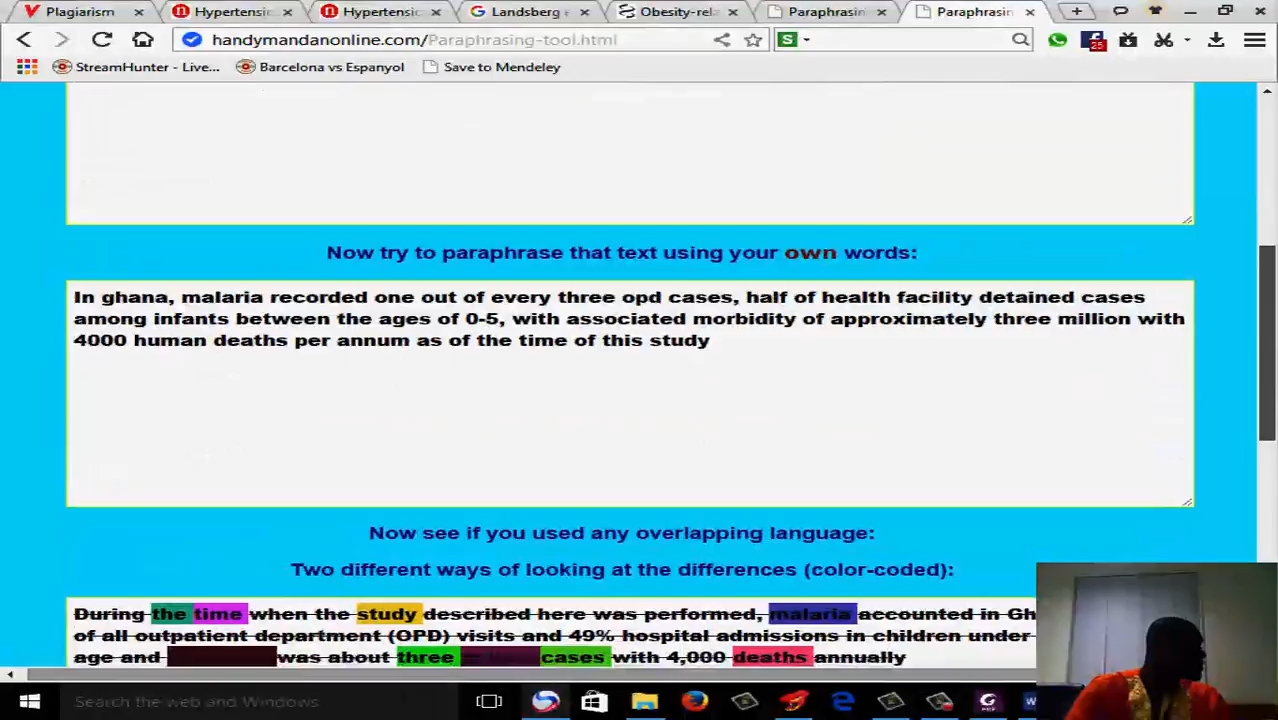 Plagiarism
Hypertensi
Hypertensi
Landsberg e
Obesity-rel
Paraphrasin
Paraphrasin
handymandanonline.com/Paraphrasing-tool.html
S
25
StreamHunter - Live...
Barcelona vs Espanyol
Save to Mendeley
Now try to paraphrase that text using your own words:
In ghana, malaria recorded one out of every three opd cases, half of health facility detained cases
among infants between the ages of 0-5, with associated morbidity of approximately three million with
4000 human deaths per annum as of the time of this study
Now see if you used any overlapping language:
Two different ways of looking at the differences (color-coded):
During the time when the study described here was performed, malaria accounted in Gh
of all outpatient department (OPD) visits and 49% hospital admissions in children under
age and was about three cases with 4,000 deaths annually
Search the web and Windows